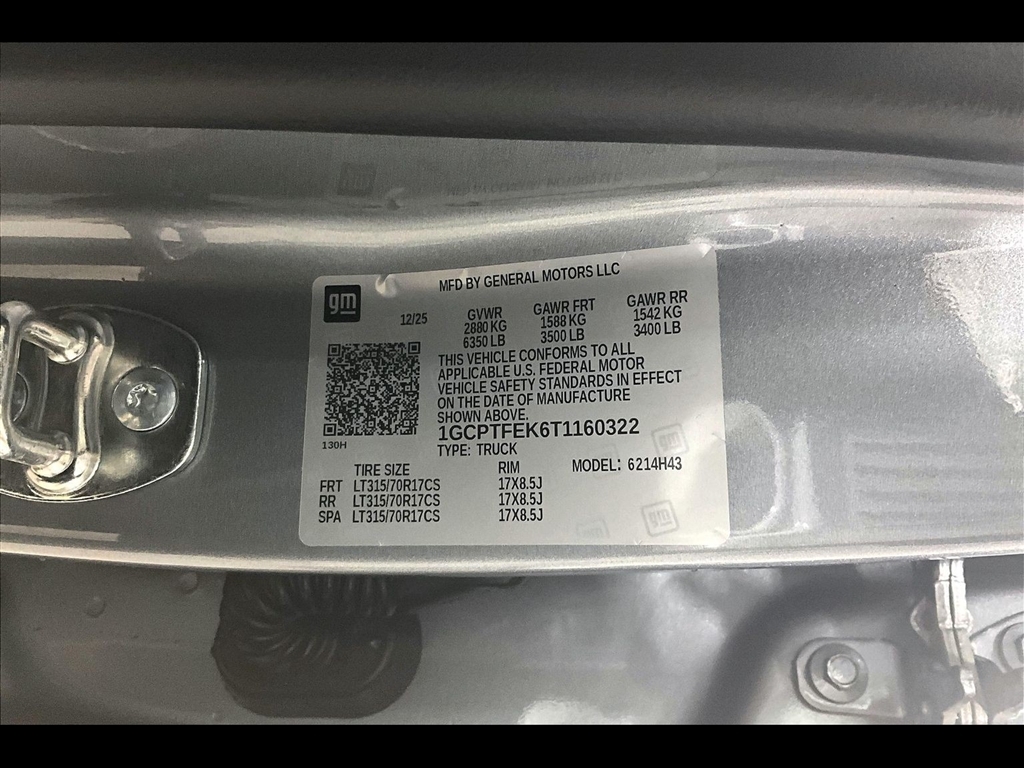 MFD BY GENERAL MOTORS LLC
gm
12/25
GVWR GAWR FRT GAWR RR
2880 KG 1588 KG 1542 KG
6350 LB 3500 LB 3400 LB
THIS VEHICLE CONFORMS TO ALL
APPLICABLE U.S. FEDERAL MOTOR
VEHICLE SAFETY STANDARDS IN EFFECT
ON THE DATE OF MANUFACTURE
SHOWN ABOVE.
130H
1GCPTFEK6T1160322
TYPE: TRUCK
TIRE SIZE RIM MODEL: 6214H43
FRT LT315/70R17CS 17X8.5J
RR LT315/70R17CS 17X8.5J
SPA LT315/70R17CS 17X8.5J
gm
gm